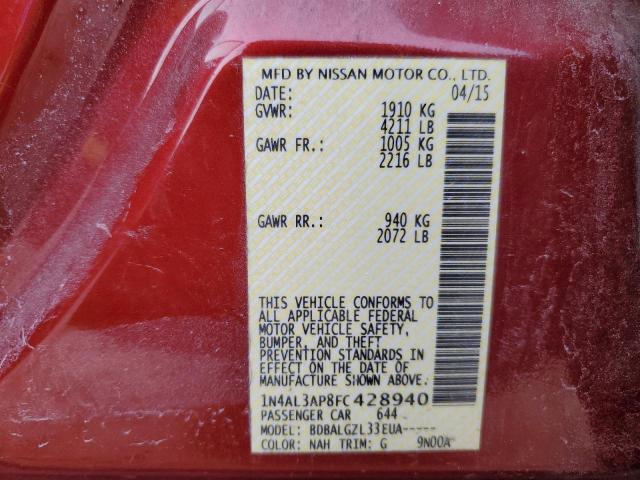 MFD BY NISSAN MOTOR CO., LTD.
DATE: 04/15
GVWR: 1910 KG
4211 LB
GAWR FR.: 1005 KG
2216 LB
GAWR RR.: 940 KG
2072 LB
THIS VEHICLE CONFORMS TO
ALL APPLICABLE FEDERAL
MOTOR VEHICLE SAFETY,
BUMPER, AND THEFT
PREVENTION STANDARDS IN
EFFECT ON THE DATE OF
MANUFACTURE SHOWN ABOVE.
1N4AL3AP8FC428940
PASSENGER CAR 644
MODEL: BDBALGZL33EUA-----
COLOR: NAH TRIM: G 9N00A